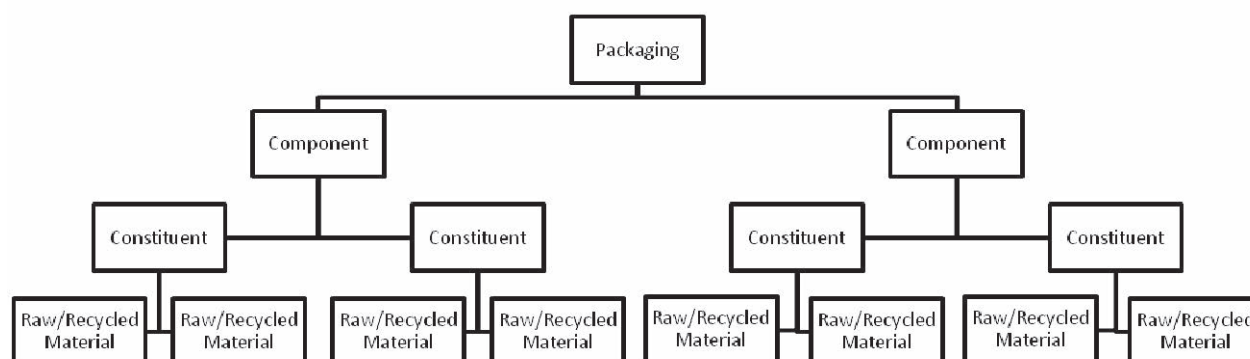 Packaging
Component
Component
Constituent
Constituent
Constituent
Constituent
Raw/Recycled
Material
Raw/Recycled
Material
Raw/Recycled
Material
Raw/Recycled
Material
Raw/Recycled
Material
Raw/Recycled
Material
Raw/Recycled
Material
Raw/Recycled
Material